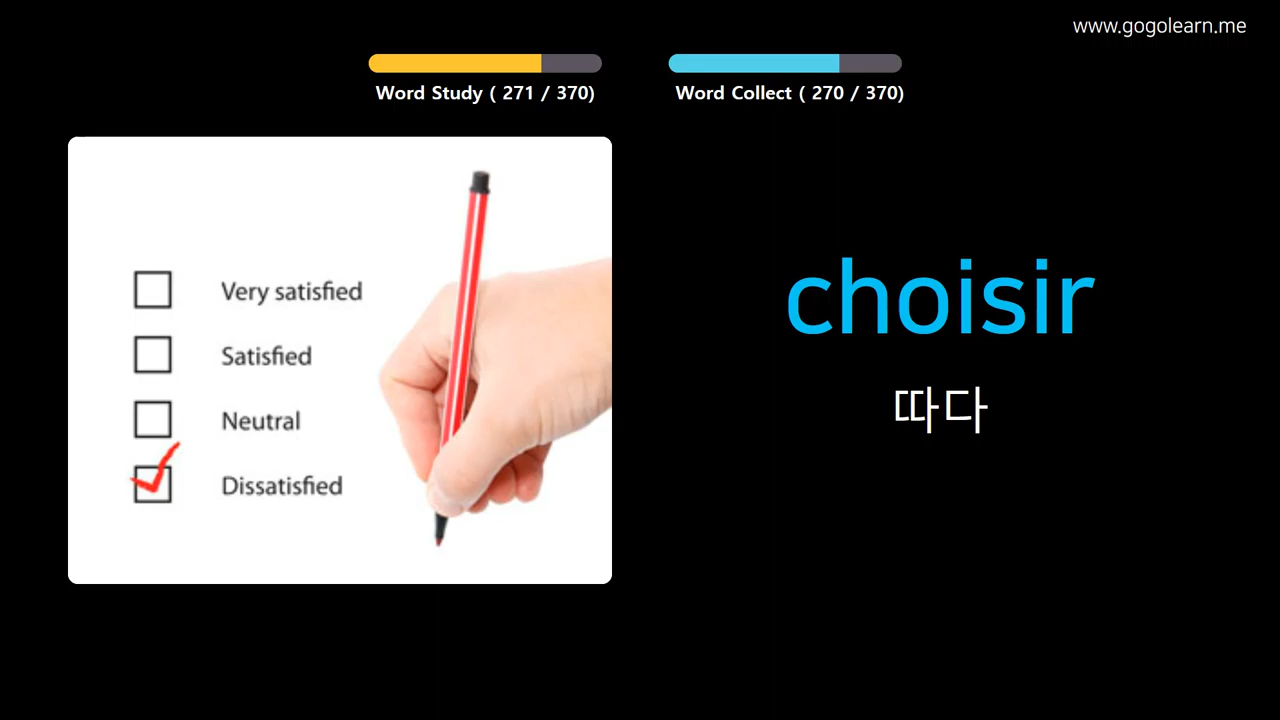 www.gogolearn.me
Word Study ( 271 / 370)
Word Collect ( 270 / 370)
Very satisfied
Satisfied
Neutral
Dissatisfied
choisir
따다